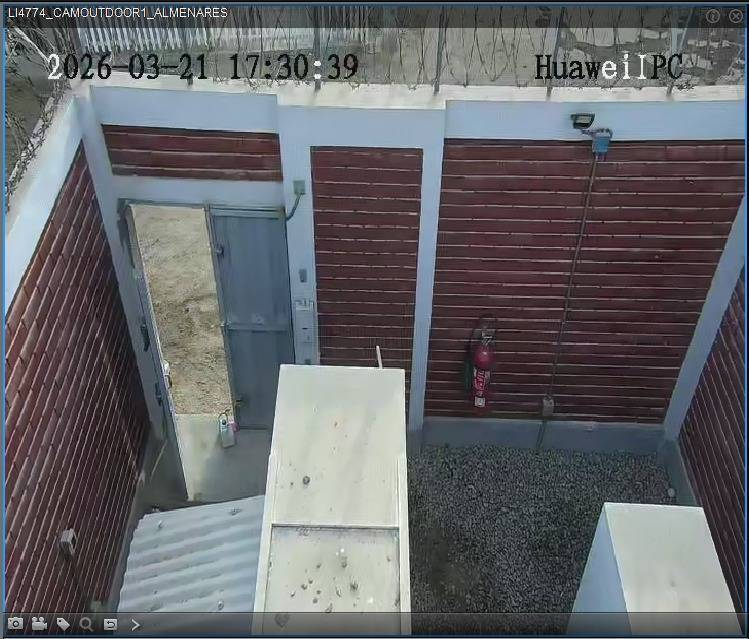 LI4774_CAMOUTDOOR1_ALMENARES
2026-03-21 17:30:39
HuaweiIPC